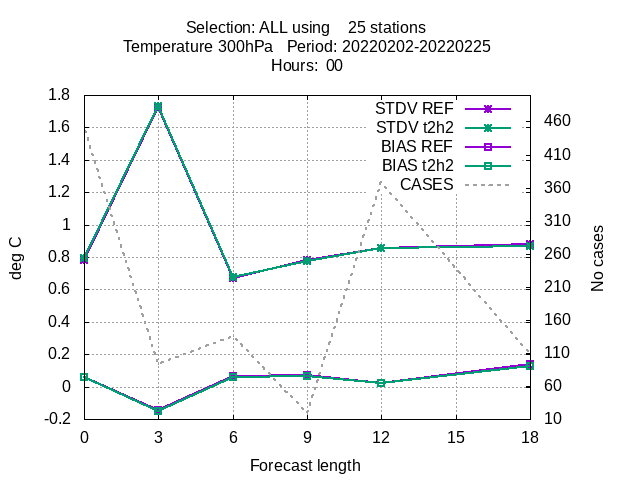 Selection: ALL using 25 stations
Temperature 300hPa Period: 20220202-20220225
Hours: 00
STDV REF
STDV t2h2
BIAS REF
BIAS t2h2
CASES
1.8
1.6
1.4
1.2
1
0.8
0.6
0.4
0.2
0
-0.2
deg C
460
410
360
310
260
210
160
110
60
10
No cases
0 3 6 9 12 15 18
Forecast length